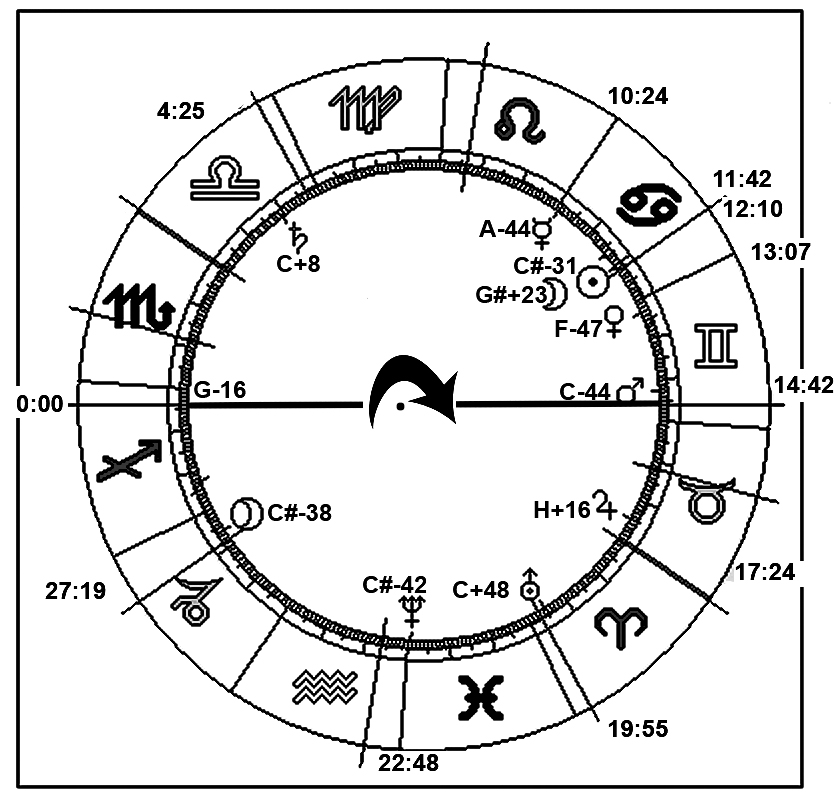 4:25
10:24
11:42
12:10
13:07
14:42
17:24
19:55
22:48
27:19
0:00
G-16
C+8
A-44
C#-31
G#+23
F-47
C-44
H+16
C+48
C#-42
C#-38